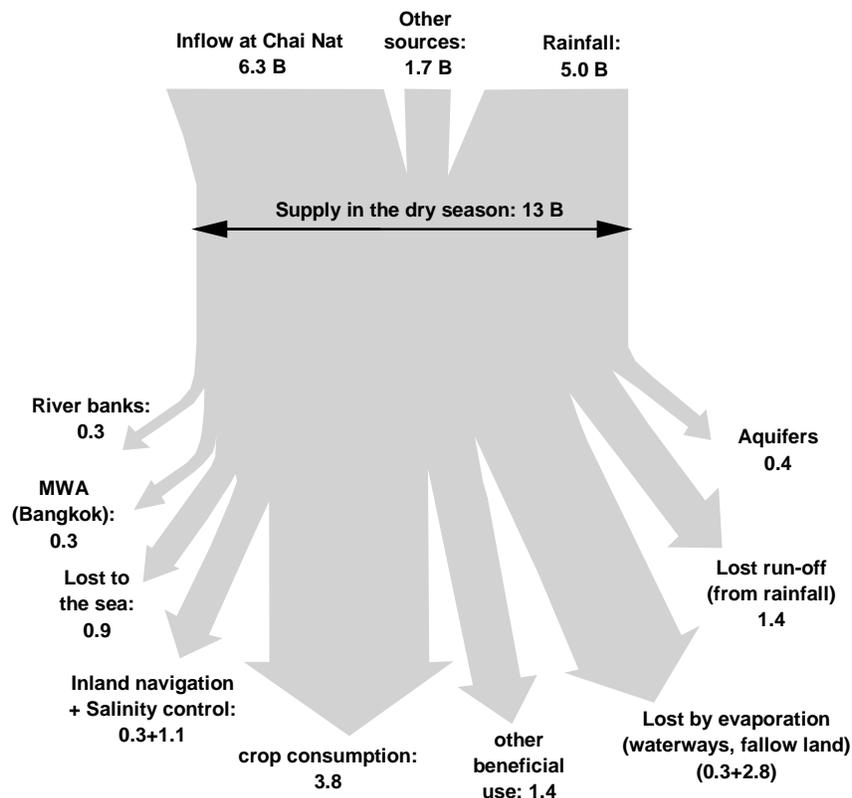 Inflow at Chai Nat
6.3 B
Other
sources:
1.7 B
Rainfall:
5.0 B
Supply in the dry season: 13 B
River banks:
0.3
MWA
(Bangkok):
0.3
Lost to
the sea:
0.9
Inland navigation
+ Salinity control:
0.3+1.1
crop consumption:
3.8
other
beneficial
use: 1.4
Lost by evaporation
(waterways, fallow land)
(0.3+2.8)
Lost run-off
(from rainfall)
1.4
Aquifers
0.4